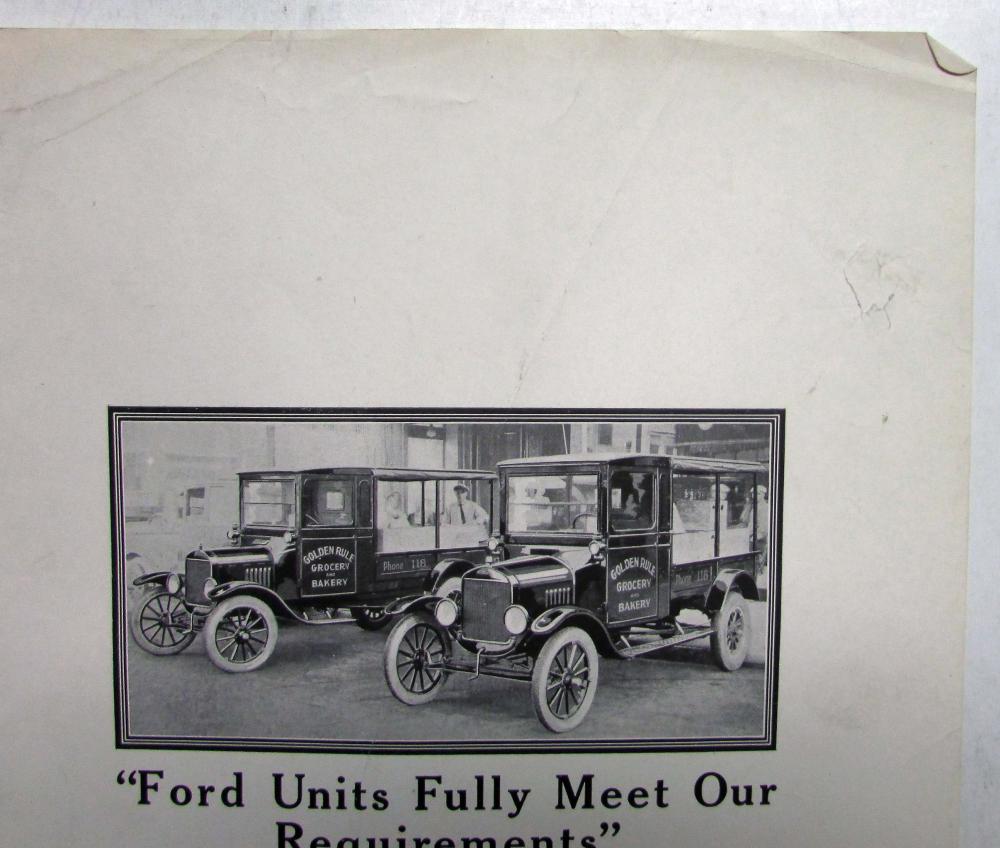 GOLDEN RULE
GROCERY
AND
BAKERY
Phone 118
GOLDEN RULE
GROCERY
AND
BAKERY
Phone 118
“Ford Units Fully Meet Our
Requirements”